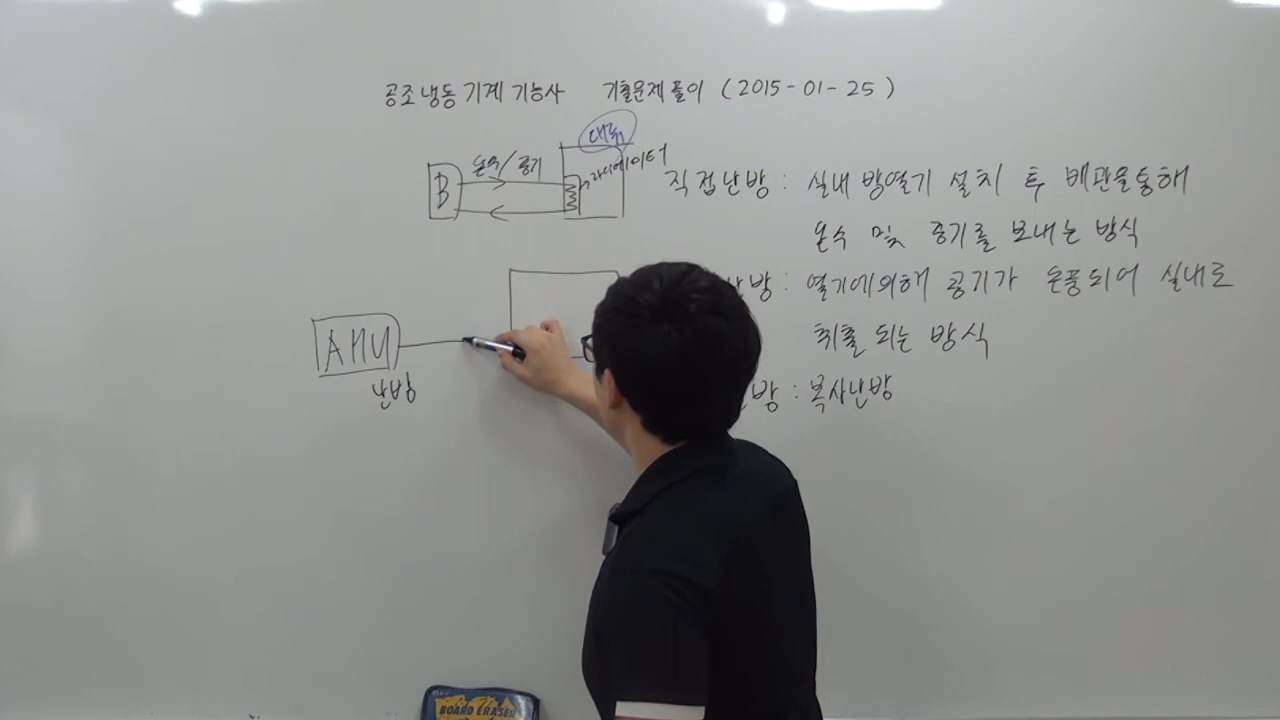 공조냉동기계기능사 기출문제풀이 (2015-01-25)
대류
온수/증기
라디에이터
B
직접난방 : 실내 방열기 설치 후 배관을통해
온수 및 증기를 보내는 방식
방 : 열기에의해 공기가 온풍되어 실내로
취출 되는 방식
AHU
난방
방 : 복사난방
BOARD ERASER